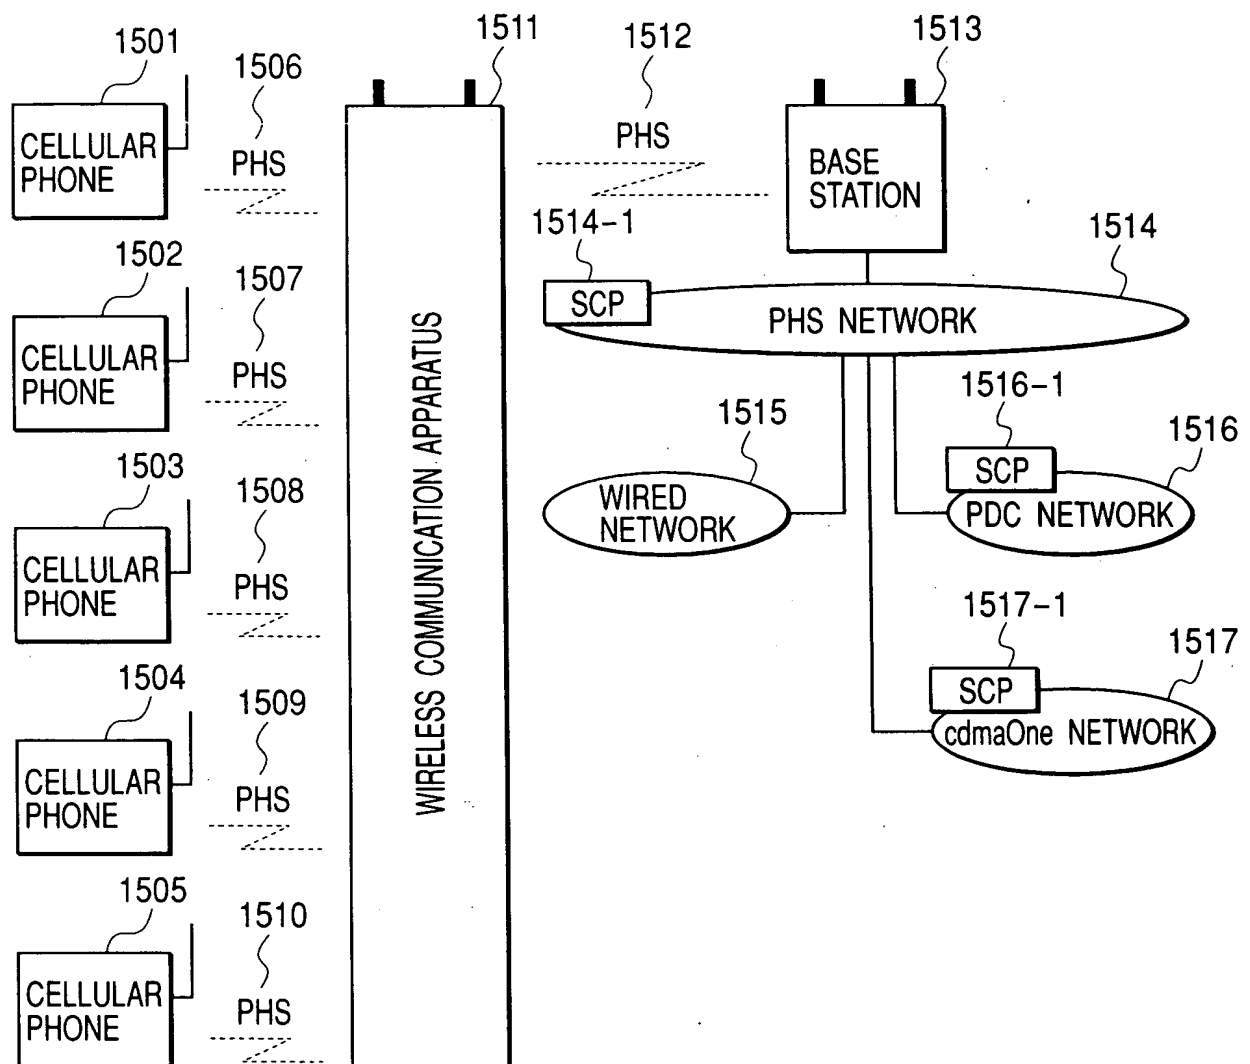 1501
1506
CELLULAR
PHONE
PHS
1502
1507
CELLULAR
PHONE
PHS
1503
1508
CELLULAR
PHONE
PHS
1504
1509
CELLULAR
PHONE
PHS
1505
1510
CELLULAR
PHONE
PHS
1511
WIRELESS COMMUNICATION APPARATUS
1512
PHS
1513
BASE
STATION
1514-1
SCP
1514
PHS NETWORK
1515
WIRED
NETWORK
1516-1
SCP
1516
PDC NETWORK
1517-1
SCP
1517
cdmaOne NETWORK